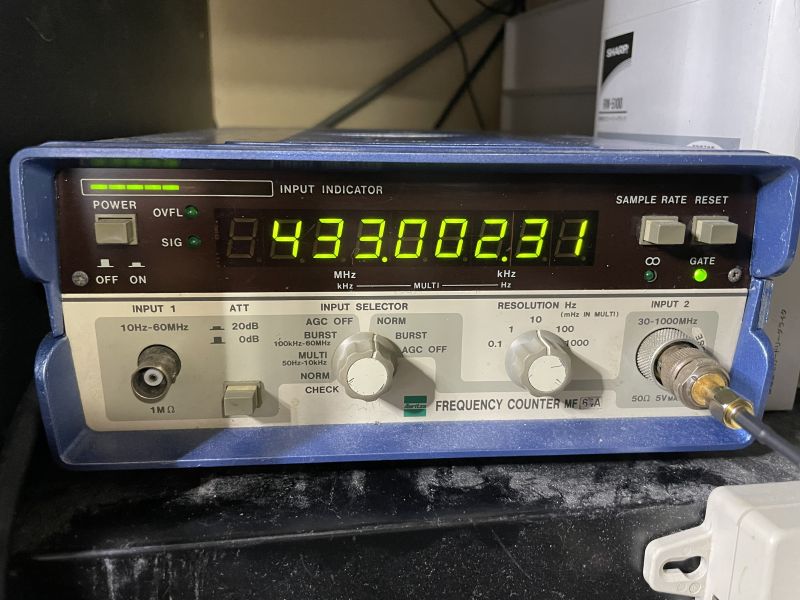 SHARP
INPUT INDICATOR
POWER
OVFL
SIG
433.002.31
SAMPLE RATE RESET
OFF ON
MHz kHz
kHz MULTI Hz
∞ GATE
INPUT 1
10Hz-60MHz
1MΩ
ATT
20dB
0dB
INPUT SELECTOR
AGC OFF NORM
BURST
100kHz-60MHz
BURST
MULTI
50Hz-10kHz
AGC OFF
NORM
CHECK
RESOLUTION Hz
(mHz IN MULTI)
10
1 100
0.1 1000
INPUT 2
30-1000MHz
50Ω 5V
Anritsu FREQUENCY COUNTER MF